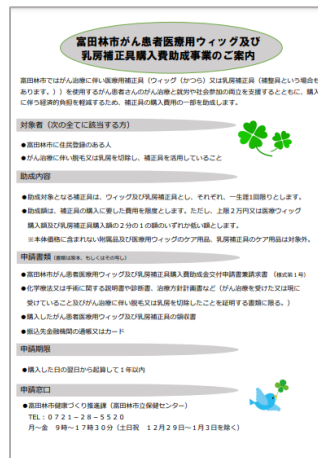 富田林市がん患者医療用ウィッグ及び
乳房補正具購入費助成事業のご案内
富田林市ではがん治療に伴い医療用補正具（ウィッグ（かつら）又は乳房補正具（補整具という場合も
あります。））を使用するがん患者さんのがん治療と就労や社会参加の両立を支援するとともに、購入
に伴う経済的負担を軽減するため、補正具の購入費用の一部を助成します。
対象者（次の全てに該当する方）
●富田林市に住民登録のある人
●がん治療に伴い脱毛又は乳房を切除し、補正具を活用していること
助成内容
●助成対象となる補正具は、ウィッグ及び乳房補正具とし、それぞれ、一生涯1回限りとします。
●助成額は、補正具の購入に要した費用を限度とします。ただし、上限２万円又は医療ウィッグ
購入額及び乳房補正具購入額の２分の１の額のいずれか低い額とします。
※本体価格に含まれない附属品及び医療用ウィッグのケア用品、乳房補正具のケア用品は対象外。
申請書類（書類は原本、もしくはその写し）
●富田林市がん患者医療用ウィッグ及び乳房補正具購入費助成金交付申請書兼請求書（様式第１号）
●化学療法又は手術に関する説明書や診断書、治療方針計画書など（がん治療を受けた又は現に
受けていること及びがん治療に伴い脱毛又は乳房を切除したことを証明する書類に限る。）
●購入したがん患者医療用ウィッグ及び乳房補正具の領収書
●振込先金融機関の通帳又はカード
申請期限
●購入した日の翌日から起算して１年以内
申請窓口
●富田林市健康づくり推進課（富田林市立保健センター）
TEL：０７２１－２８－５５２０
月～金　９時～１７時３０分（土日祝　１２月２９日～１月３日を除く）